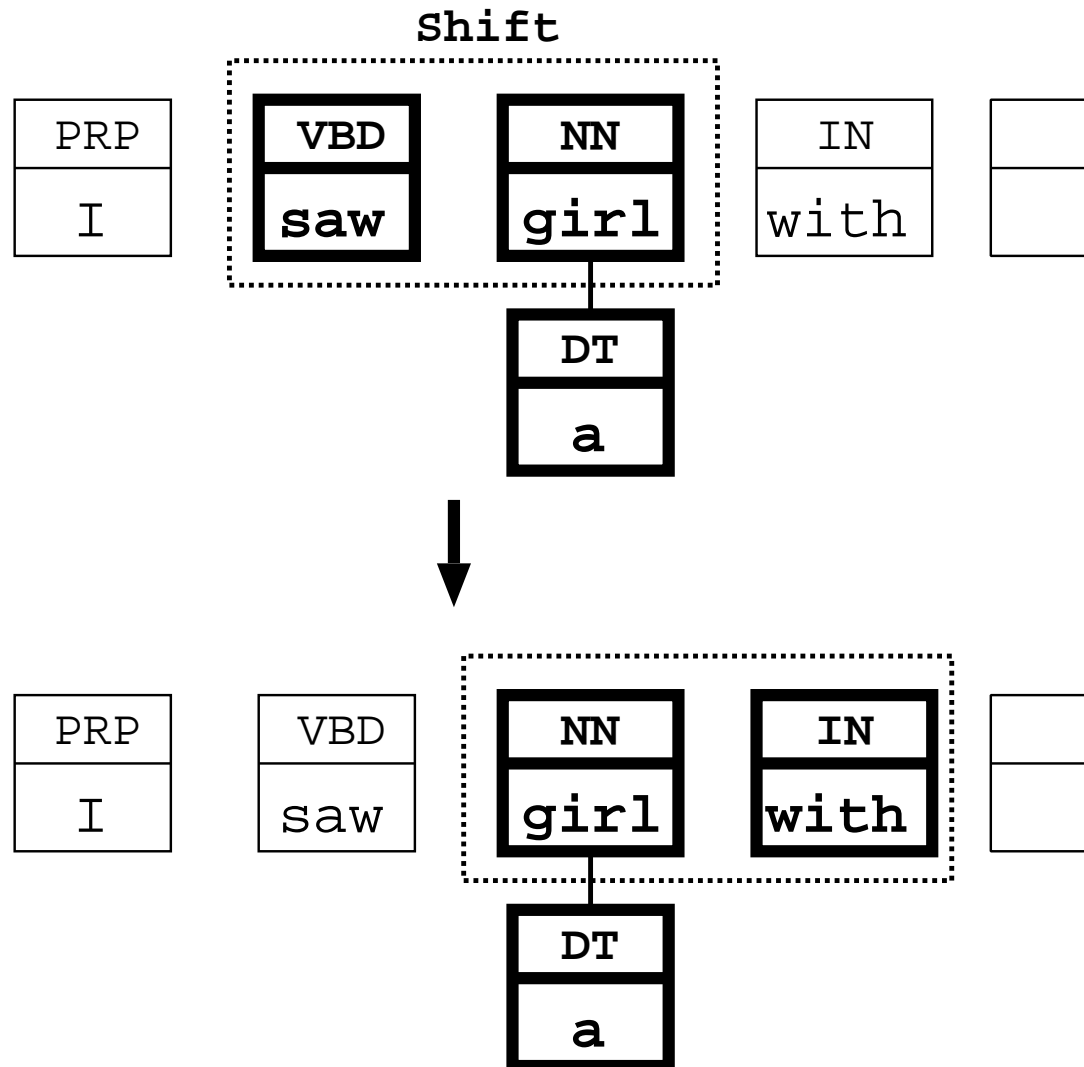 Shift
PRP VBD NN IN
I saw girl with
DT
a
PRP VBD NN IN
I saw girl with
DT
a